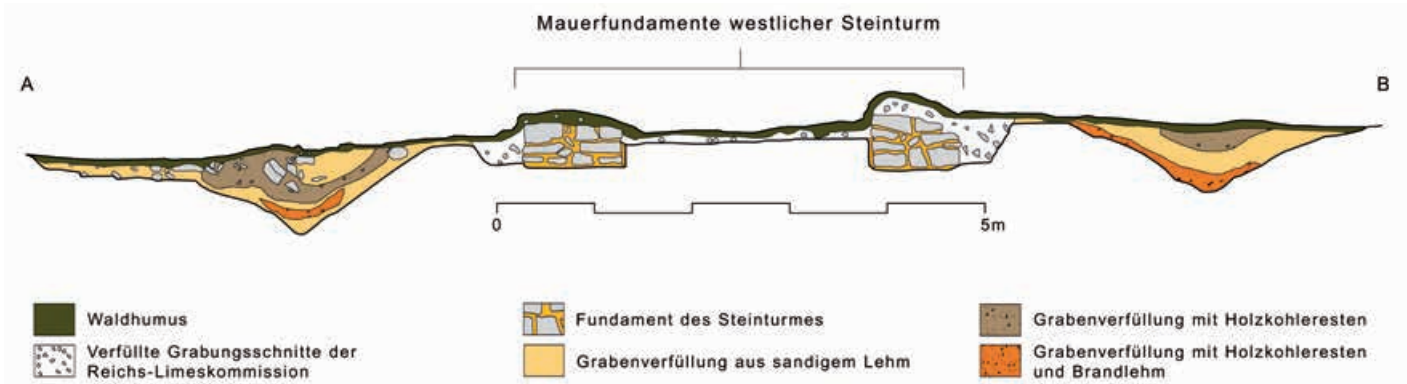 Mauerfundamente westlicher Steinturm
A
B
0
5m
Waldhumus
Verfüllte Grabungsschnitte der
Reichs-Limeskommission
Fundament des Steinturmes
Grabenverfüllung aus sandigem Lehm
Grabenverfüllung mit Holzkohleresten
Grabenverfüllung mit Holzkohleresten
und Brandlehm